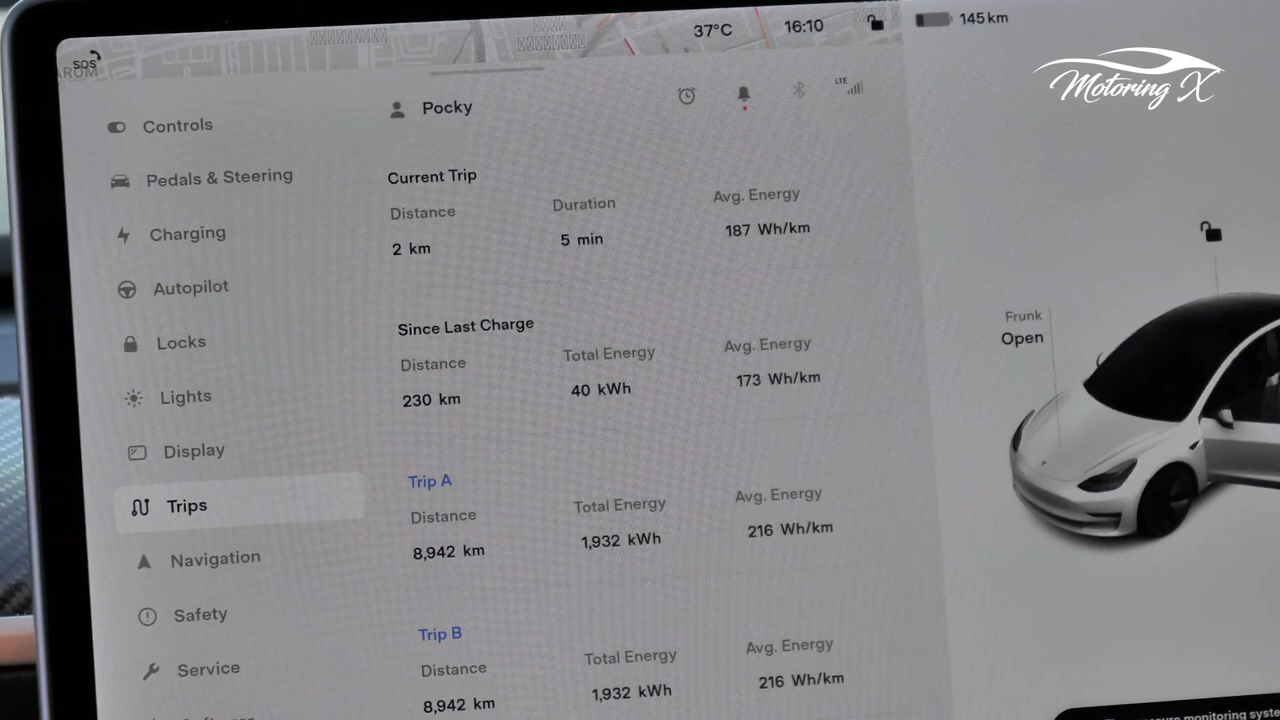 37°C 16:10 145 km
SOS
AROM
Motoring X
LTE
Pocky
Controls
Pedals & Steering
Charging
Autopilot
Locks
Lights
Display
Trips
Navigation
Safety
Service
Current Trip
Distance Duration Avg. Energy
2 km 5 min 187 Wh/km
Since Last Charge
Distance Total Energy Avg. Energy
230 km 40 kWh 173 Wh/km
Trip A
Distance Total Energy Avg. Energy
8,942 km 1,932 kWh 216 Wh/km
Trip B
Distance Total Energy Avg. Energy
8,942 km 1,932 kWh 216 Wh/km
Frunk
Open
monitoring